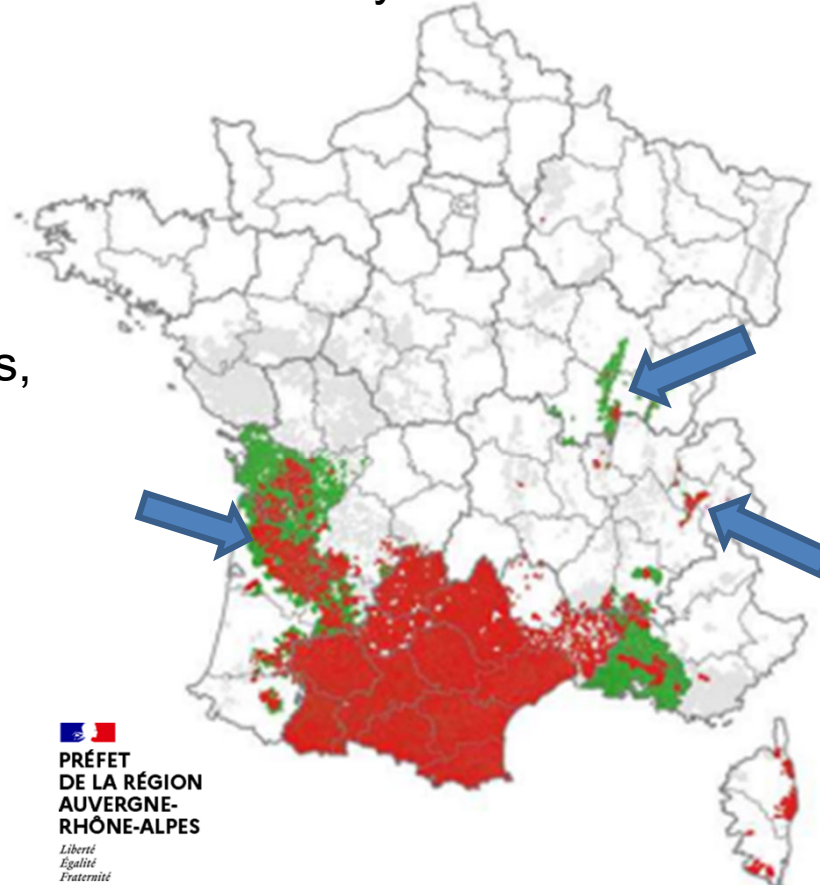 s,
PRÉFET
DE LA RÉGION
AUVERGNE-
RHÔNE-ALPES
Liberté
Égalité
Fraternité